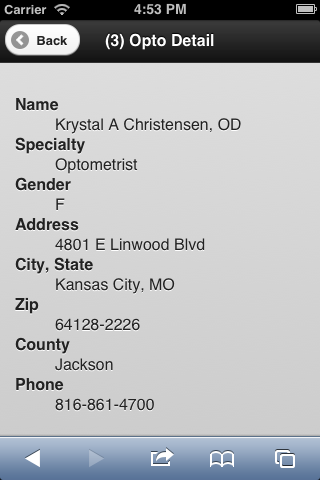 Carrier 4:53 PM
Back (3) Opto Detail
Name
Krystal A Christensen, OD
Specialty
Optometrist
Gender
F
Address
4801 E Linwood Blvd
City, State
Kansas City, MO
Zip
64128-2226
County
Jackson
Phone
816-861-4700